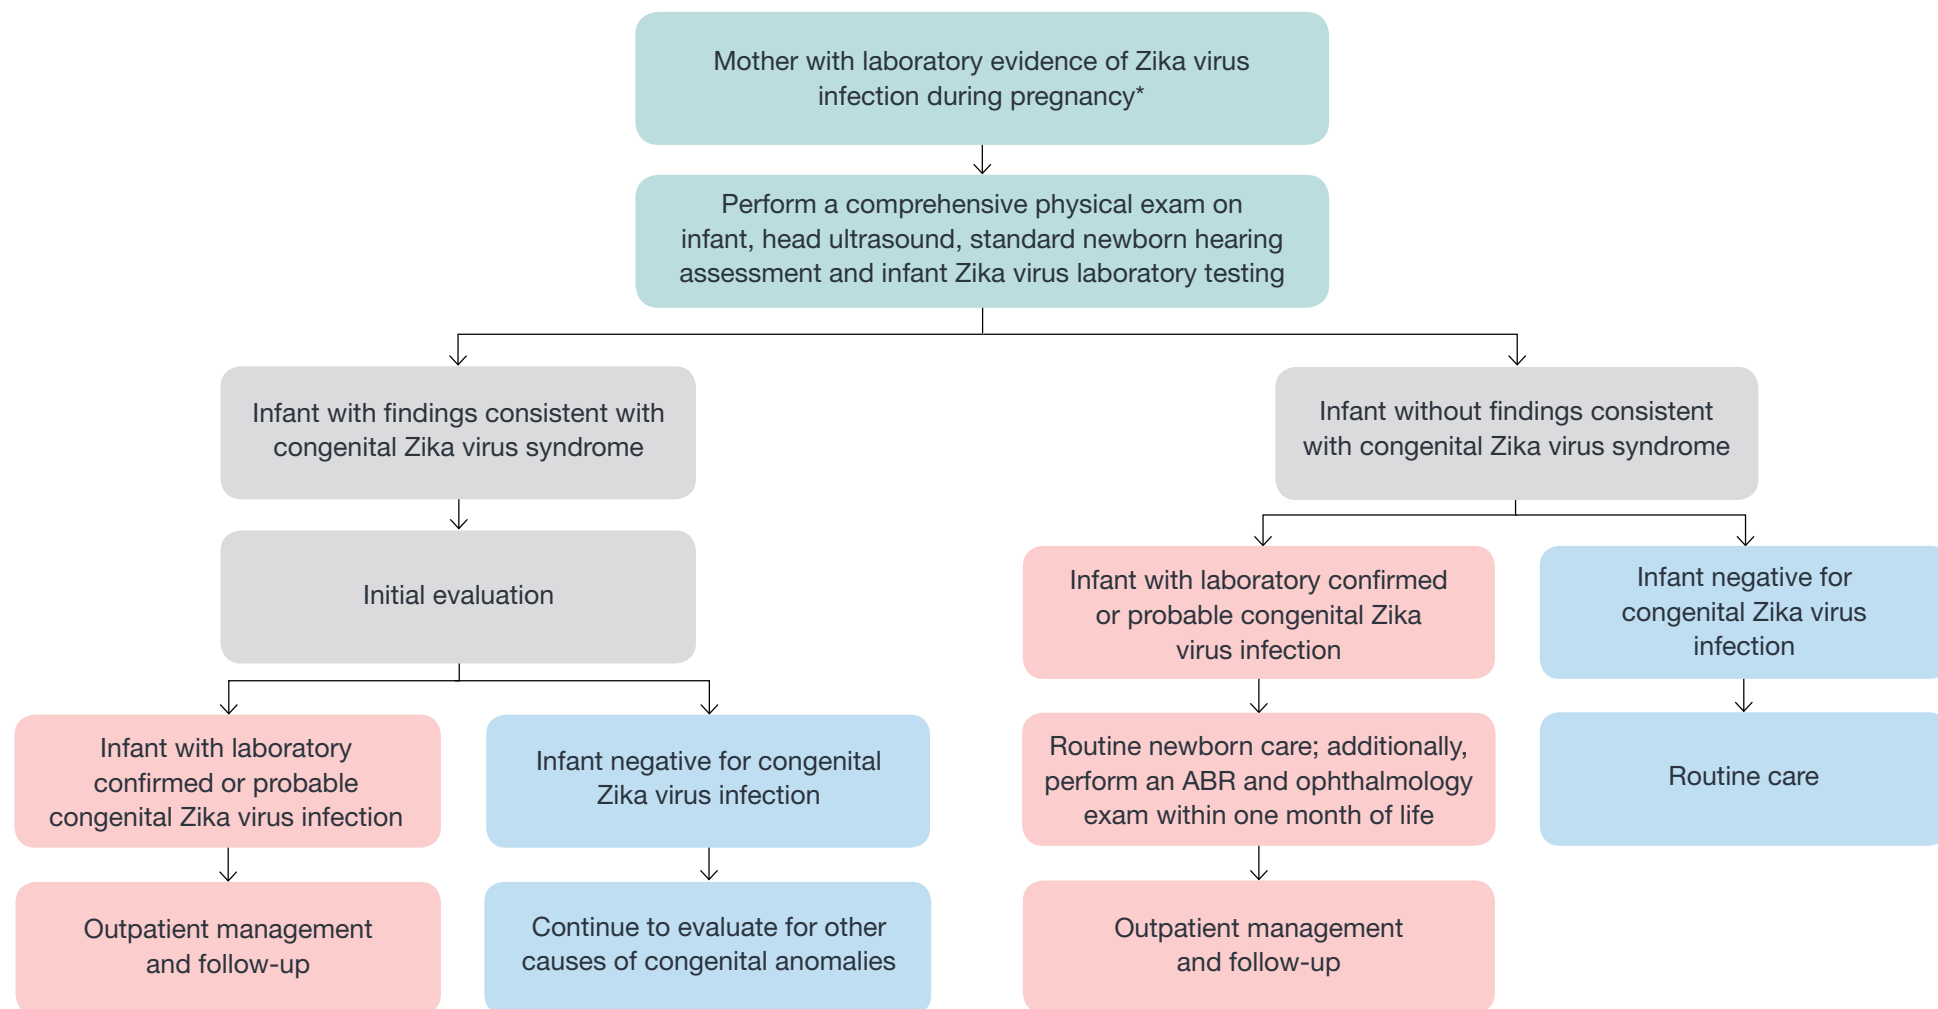 Mother with laboratory evidence of Zika virus
infection during pregnancy*
Perform a comprehensive physical exam on
infant, head ultrasound, standard newborn hearing
assessment and infant Zika virus laboratory testing
Infant with findings consistent with
congenital Zika virus syndrome
Infant without findings consistent
with congenital Zika virus syndrome
Initial evaluation
Infant with laboratory confirmed
or probable congenital Zika
virus infection
Infant negative for
congenital Zika virus
infection
Infant with laboratory
confirmed or probable
congenital Zika virus infection
Infant negative for congenital
Zika virus infection
Routine newborn care; additionally,
perform an ABR and ophthalmology
exam within one month of life
Routine care
Outpatient management
and follow-up
Continue to evaluate for other
causes of congenital anomalies
Outpatient management
and follow-up